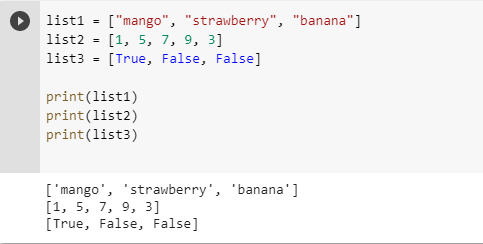 list1 = ["mango", "strawberry", "banana"]
list2 = [1, 5, 7, 9, 3]
list3 = [True, False, False]
print(list1)
print(list2)
print(list3)
['mango', 'strawberry', 'banana']
[1, 5, 7, 9, 3]
[True, False, False]